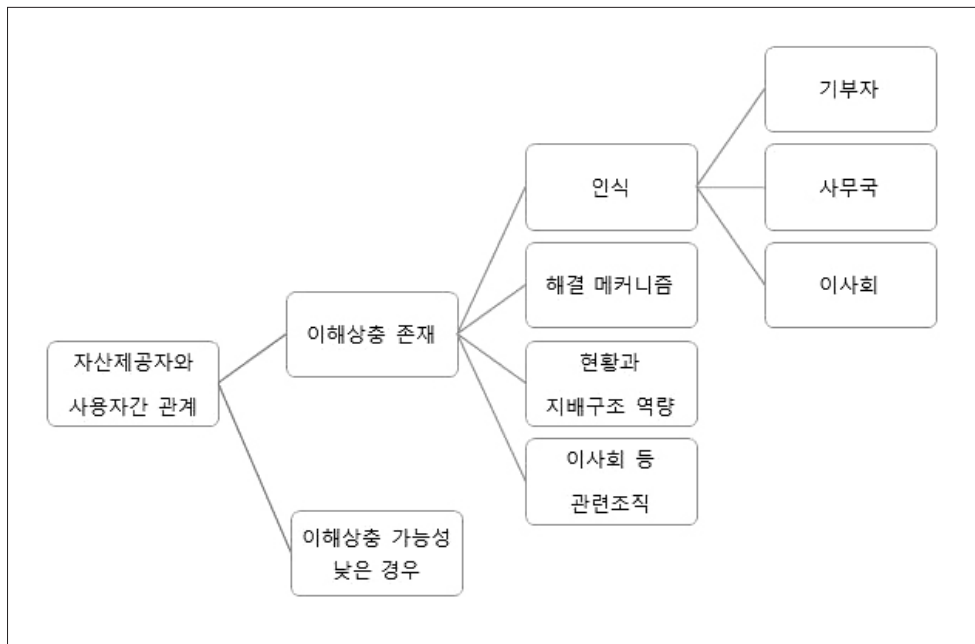 자산제공자와
사용자간 관계
이해상충 존재
이해상충 가능성
낮은 경우
인식
해결 메커니즘
현황과
지배구조 역량
이사회 등
관련조직
기부자
사무국
이사회